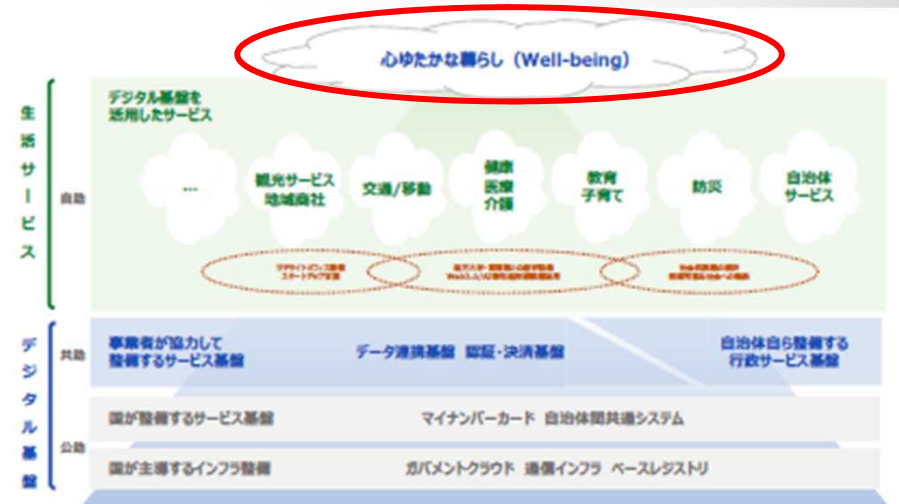 心ゆたかな暮らし（Well-being）
生活サービス
自助
デジタル基盤を
活用したサービス
…
観光サービス
地域商社
交通/移動
健康
医療
介護
教育
子育て
防災
自治体
サービス
デジタル基盤
共助
事業者が協力して
整備するサービス基盤
データ連携基盤 認証・決済基盤
自治体自ら整備する
行政サービス基盤
公助
国が整備するサービス基盤
マイナンバーカード 自治体間共通システム
国が主導するインフラ整備
ガバメントクラウド 通信インフラ ベースレジストリ